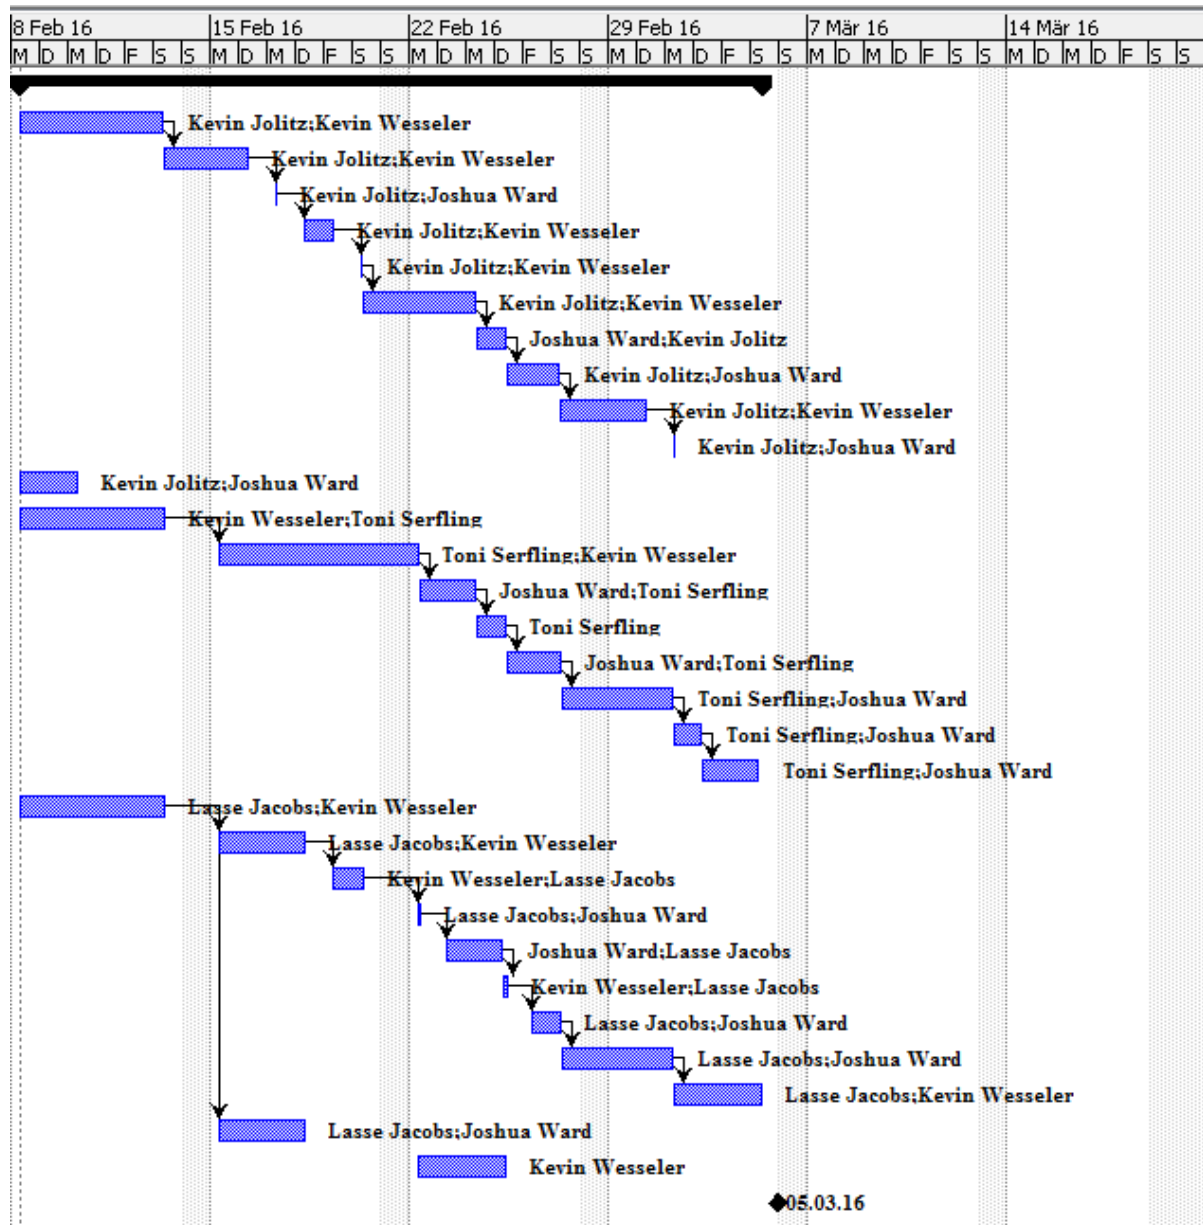 8 Feb 16 15 Feb 16 22 Feb 16 29 Feb 16 7 Mär 16 14 Mär 16
M D M D F S S M D M D F S S M D M D F S S M D M D F S S M D M D F S S M D M D F S S
Kevin Jolitz;Kevin Wesseler
Kevin Jolitz;Kevin Wesseler
Kevin Jolitz;Joshua Ward
Kevin Jolitz;Kevin Wesseler
Kevin Jolitz;Kevin Wesseler
Kevin Jolitz;Kevin Wesseler
Joshua Ward;Kevin Jolitz
Kevin Jolitz;Joshua Ward
Kevin Jolitz;Kevin Wesseler
Kevin Jolitz;Joshua Ward
Kevin Jolitz;Joshua Ward
Kevin Wesseler;Toni Serfling
Toni Serfling;Kevin Wesseler
Joshua Ward;Toni Serfling
Toni Serfling
Joshua Ward;Toni Serfling
Toni Serfling;Joshua Ward
Toni Serfling;Joshua Ward
Toni Serfling;Joshua Ward
Lasse Jacobs;Kevin Wesseler
Lasse Jacobs;Kevin Wesseler
Kevin Wesseler;Lasse Jacobs
Lasse Jacobs;Joshua Ward
Joshua Ward;Lasse Jacobs
Kevin Wesseler;Lasse Jacobs
Lasse Jacobs;Joshua Ward
Lasse Jacobs;Joshua Ward
Lasse Jacobs;Kevin Wesseler
Lasse Jacobs;Joshua Ward
Kevin Wesseler
05.03.16